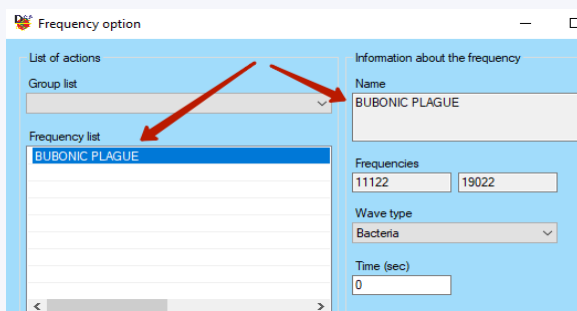 Frequency option
List of actions
Group list
Frequency list
BUBONIC PLAGUE
Information about the frequency
Name
BUBONIC PLAGUE
Frequencies
11122 19022
Wave type
Bacteria
Time (sec)
0